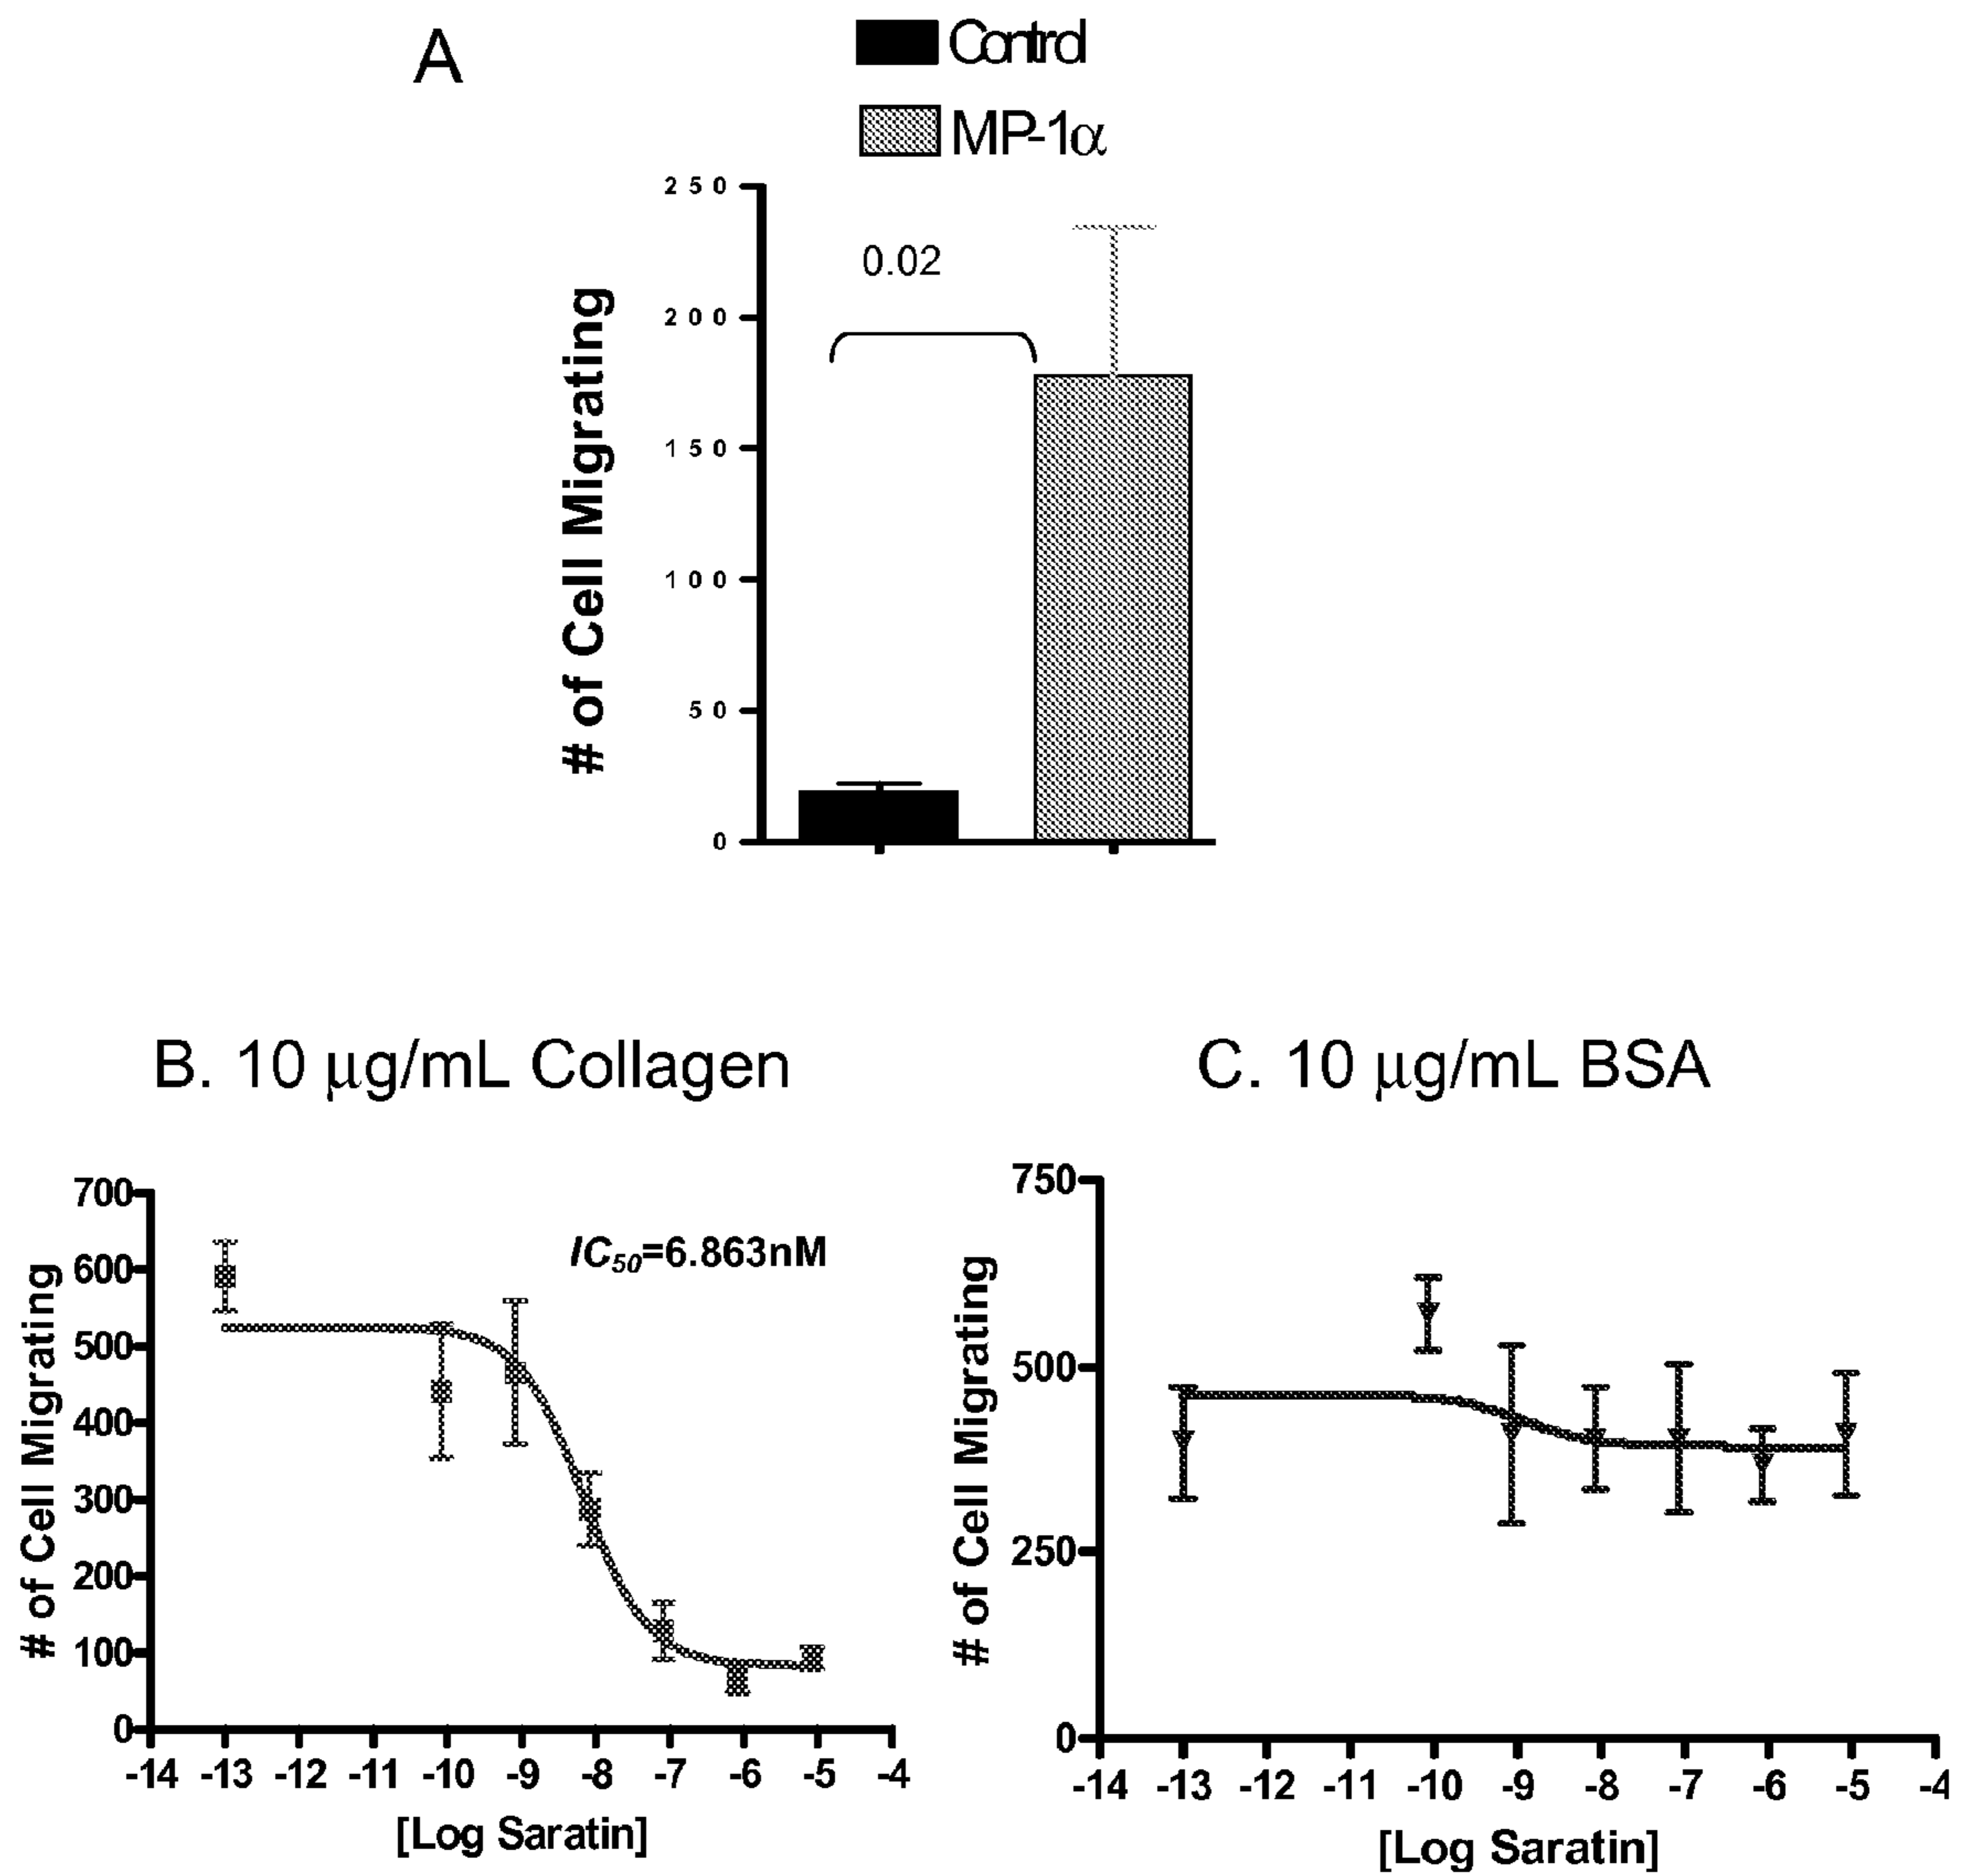 A
Control
MP-1α
250
200
150
100
50
0
0.02
# of Cell Migrating
B. 10 μg/mL Collagen
700
600
500
400
300
200
100
0
IC50=6.863nM
# of Cell Migrating
-14 -13 -12 -11 -10 -9 -8 -7 -6 -5 -4
[Log Saratin]
C. 10 μg/mL BSA
750
500
250
0
# of Cell Migrating
-14 -13 -12 -11 -10 -9 -8 -7 -6 -5 -4
[Log Saratin]